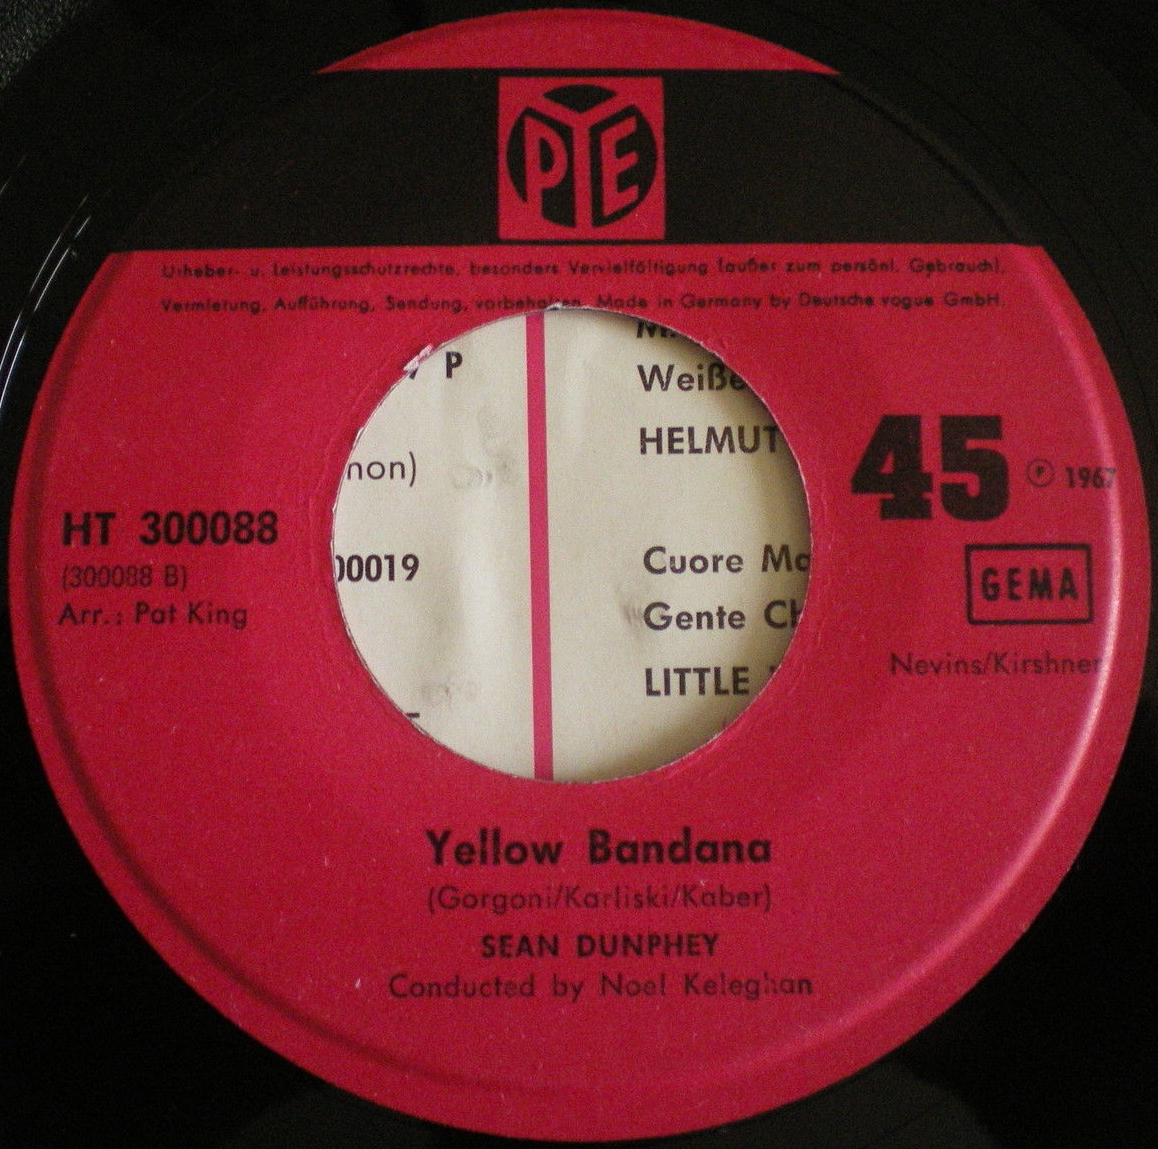 PYE
Urheber- u. Leistungsschutzrechte, besonders Vervielfältigung (außer zum persönl. Gebrauch),
Vermietung, Aufführung, Sendung, vorbehalten. Made in Germany by Deutsche vogue GmbH.
P
Weiße
HELMUT
non)
45 ℗ 1967
HT 300088
(300088 B)
Arr.: Pat King
GEMA
00019
Cuore
Gente
Nevins/Kirshner
LITTLE
Yellow Bandana
(Gorgoni/Karliski/Kaber)
SEAN DUNPHEY
Conducted by Noel Keleghan